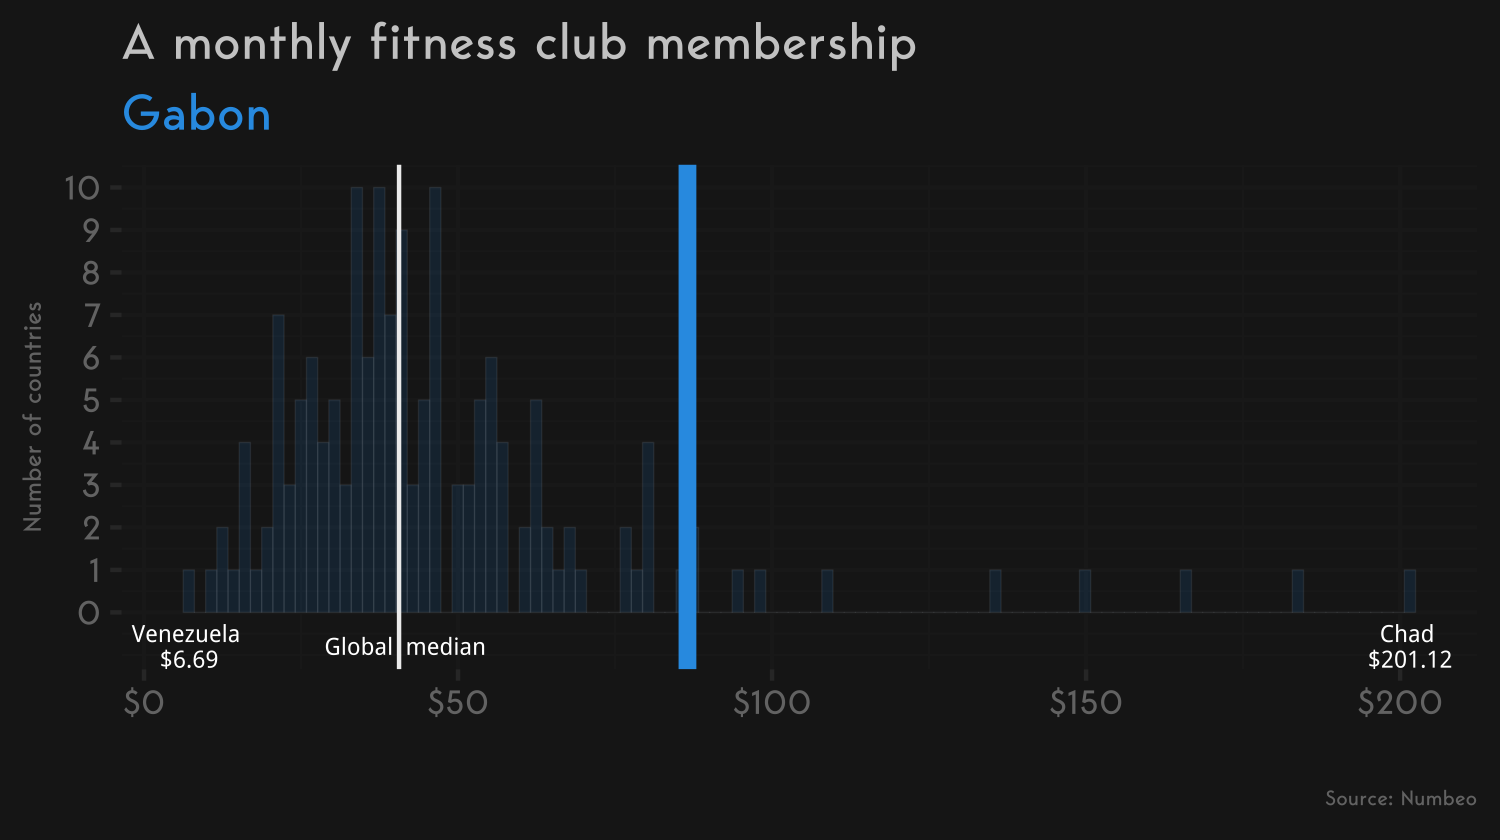 A monthly fitness club membership
Gabon
Number of countries
10
9
8
7
6
5
4
3
2
1
0
Venezuela
$6.69
Global median
Chad
$201.12
$0
$50
$100
$150
$200
Source: Numbeo